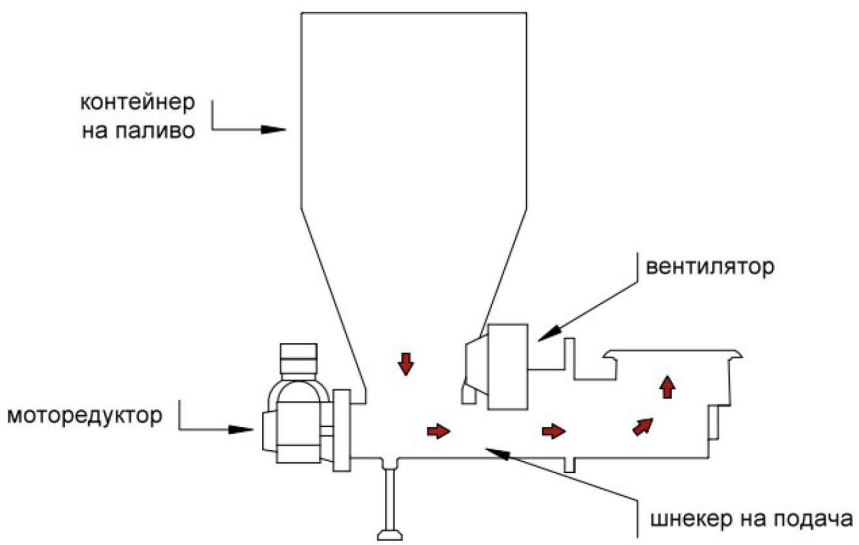 контейнер
на паливо
вентилятор
моторедуктор
шнекер на подача